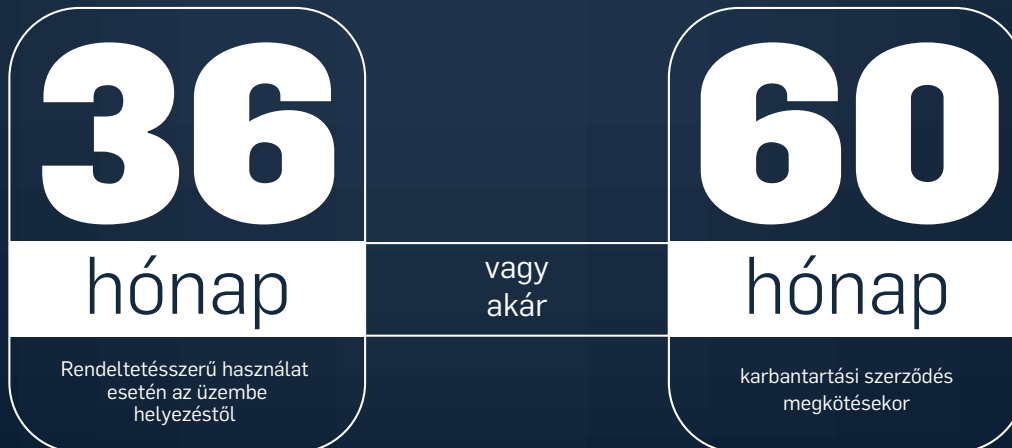 36
hónap
Rendeltetésszerű használat
esetén az üzembe
helyezéstől
vagy
akár
60
hónap
karbantartási szerződés
megkötésekor